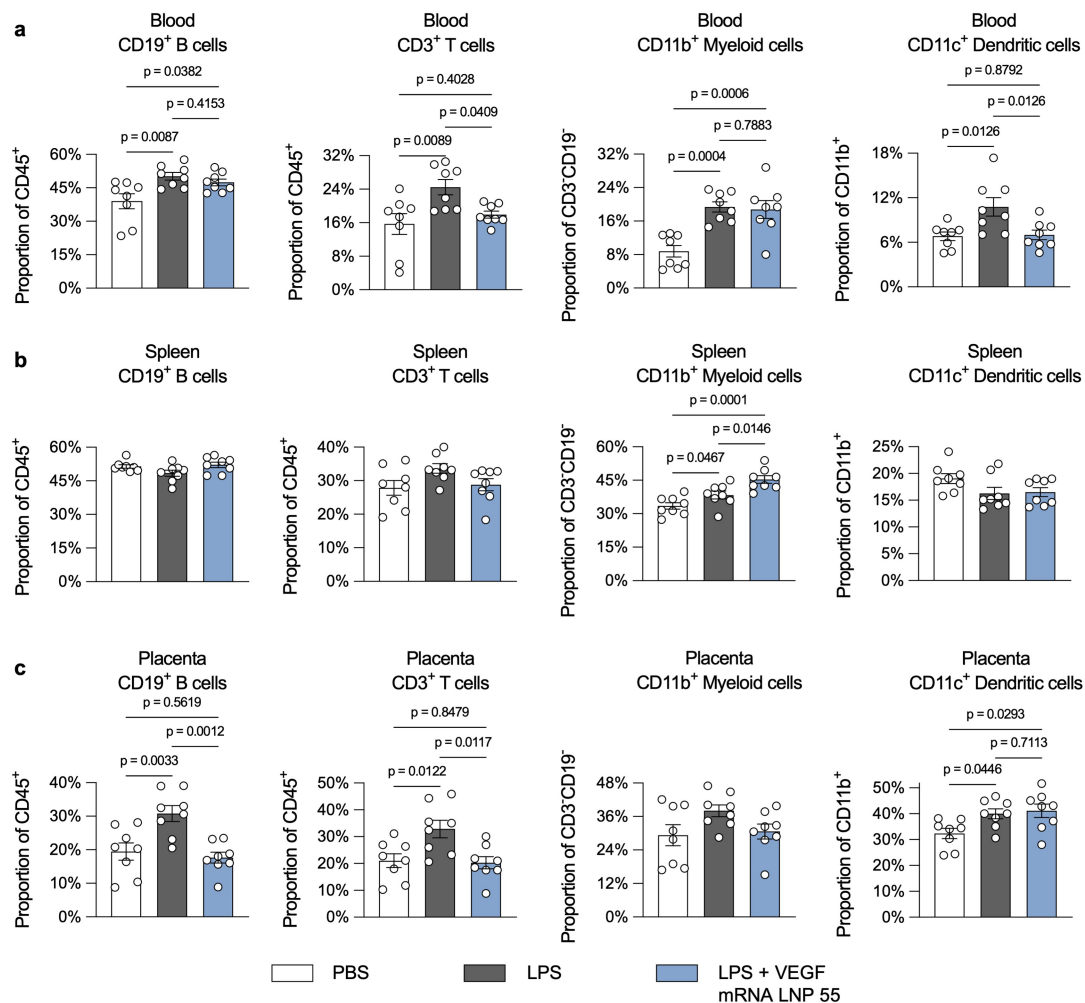 a
Blood
CD19⁺ B cells
p = 0.0382
p = 0.4153
p = 0.0087
Proportion of CD45⁺
60%
45%
30%
15%
0%
Blood
CD3⁺ T cells
p = 0.4028
p = 0.0409
p = 0.0089
Proportion of CD45⁺
32%
24%
16%
8%
0%
Blood
CD11b⁺ Myeloid cells
p = 0.0006
p = 0.7883
p = 0.0004
Proportion of CD3⁻CD19⁻
32%
24%
16%
8%
0%
Blood
CD11c⁺ Dendritic cells
p = 0.8792
p = 0.0126
p = 0.0126
Proportion of CD11b⁺
18%
12%
6%
0%
b
Spleen
CD19⁺ B cells
Proportion of CD45⁺
60%
45%
30%
15%
0%
Spleen
CD3⁺ T cells
Proportion of CD45⁺
40%
30%
20%
10%
0%
Spleen
CD11b⁺ Myeloid cells
p = 0.0001
p = 0.0146
p = 0.0467
Proportion of CD3⁻CD19⁻
60%
45%
30%
15%
0%
Spleen
CD11c⁺ Dendritic cells
Proportion of CD11b⁺
25%
20%
15%
10%
5%
0%
c
Placenta
CD19⁺ B cells
p = 0.5619
p = 0.0012
p = 0.0033
Proportion of CD45⁺
40%
30%
20%
10%
0%
Placenta
CD3⁺ T cells
p = 0.8479
p = 0.0117
p = 0.0122
Proportion of CD45⁺
50%
40%
30%
20%
10%
0%
Placenta
CD11b⁺ Myeloid cells
Proportion of CD3⁻CD19⁻
48%
36%
24%
12%
0%
Placenta
CD11c⁺ Dendritic cells
p = 0.0293
p = 0.7113
p = 0.0446
Proportion of CD11b⁺
50%
40%
30%
20%
10%
0%
PBS
LPS
LPS + VEGF
mRNA LNP 55